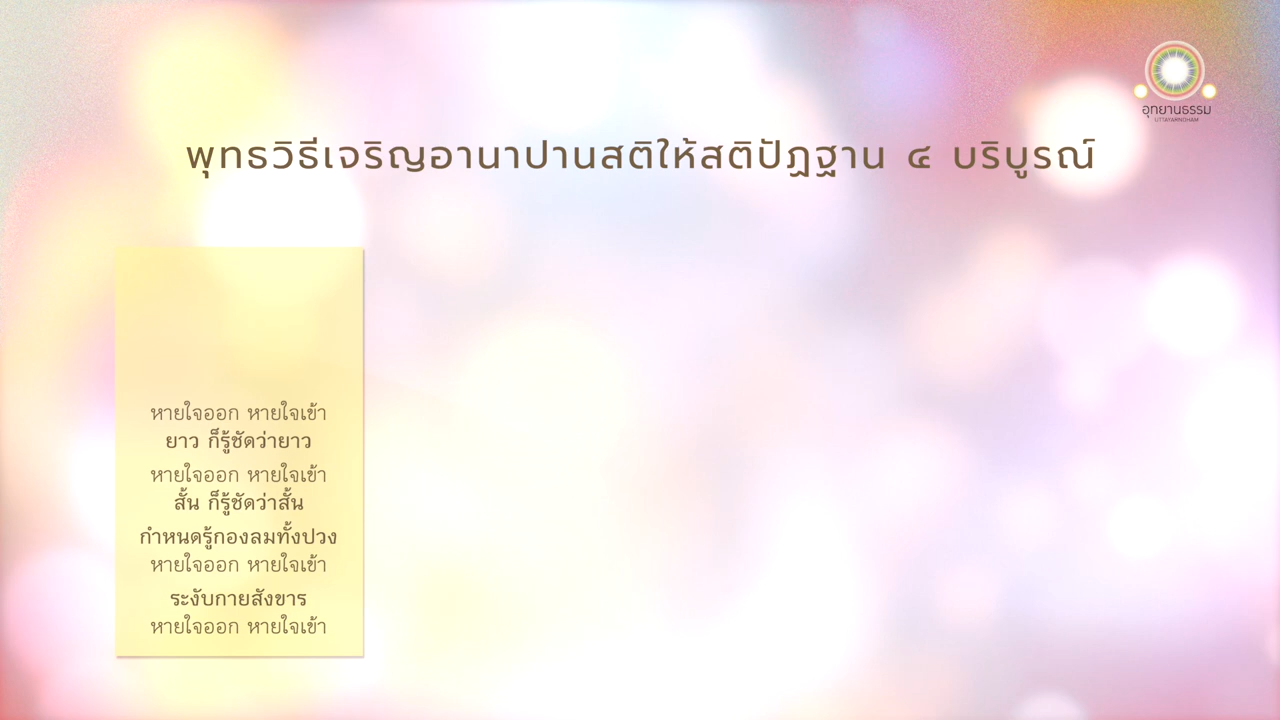 อุทยานธรรม
UTTAYARNDHAM
พุทธวิธีเจริญอานาปานสติให้สติปัฏฐาน ๔ บริบูรณ์
หายใจออก หายใจเข้า
ยาว ก็รู้ชัดว่ายาว
หายใจออก หายใจเข้า
สั้น ก็รู้ชัดว่าสั้น
กำหนดรู้กองลมทั้งปวง
หายใจออก หายใจเข้า
ระงับกายสังขาร
หายใจออก หายใจเข้า